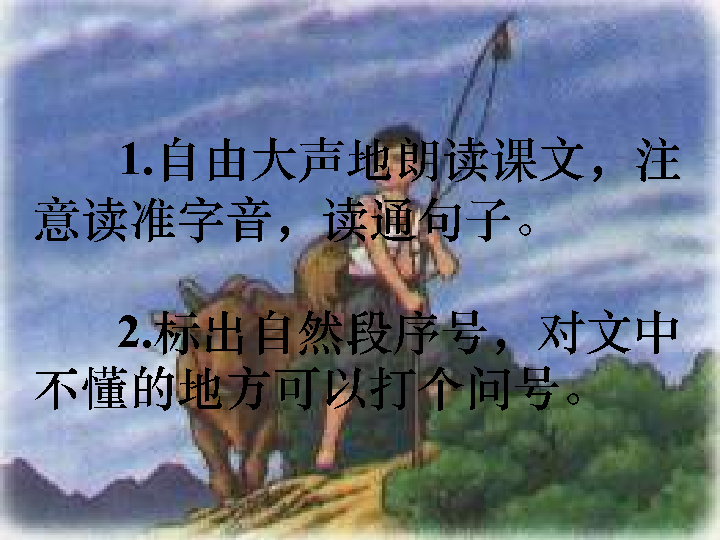 1.自由大声地朗读课文，注
意读准字音，读通句子。
2.标出自然段序号，对文中
不懂的地方可以打个问号。